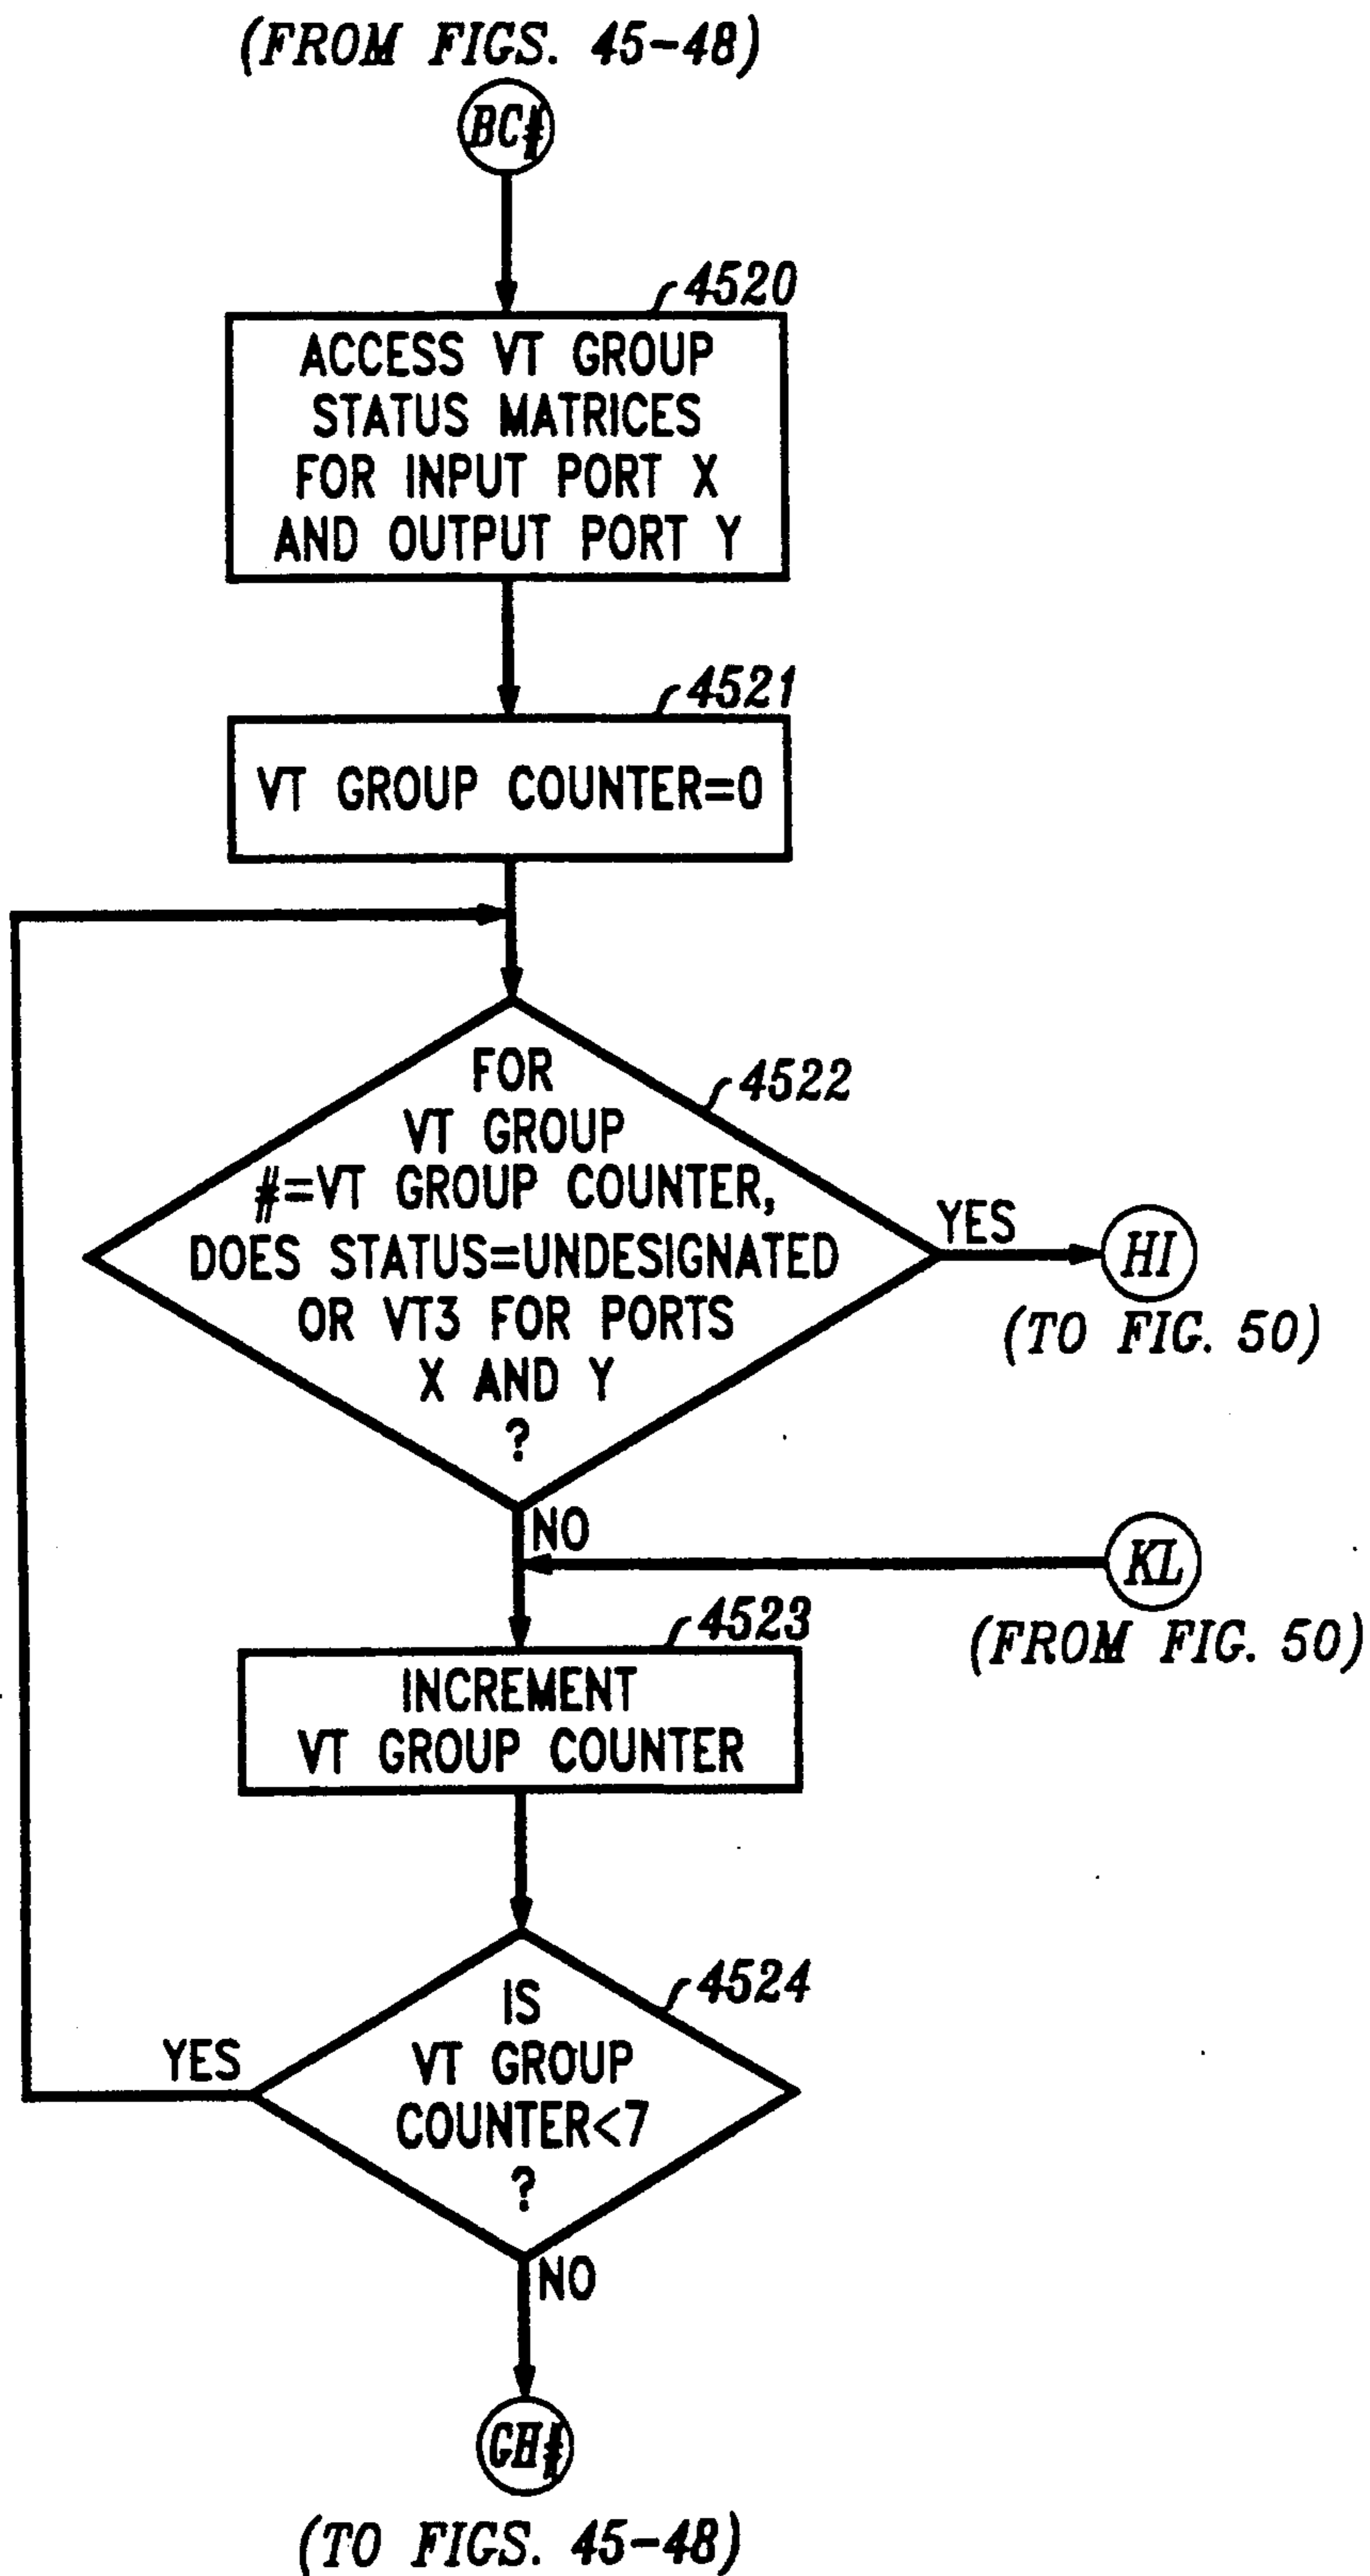 (FROM FIGS. 45-48)
BC#
4520
ACCESS VT GROUP
STATUS MATRICES
FOR INPUT PORT X
AND OUTPUT PORT Y
4521
VT GROUP COUNTER=0
FOR
VT GROUP
#=VT GROUP COUNTER,
DOES STATUS=UNDESIGNATED
OR VT3 FOR PORTS
X AND Y
?
4522
YES
HI
(TO FIG. 50)
NO
KL
(FROM FIG. 50)
4523
INCREMENT
VT GROUP COUNTER
4524
IS
VT GROUP
COUNTER<7
?
YES
NO
GH#
(TO FIGS. 45-48)